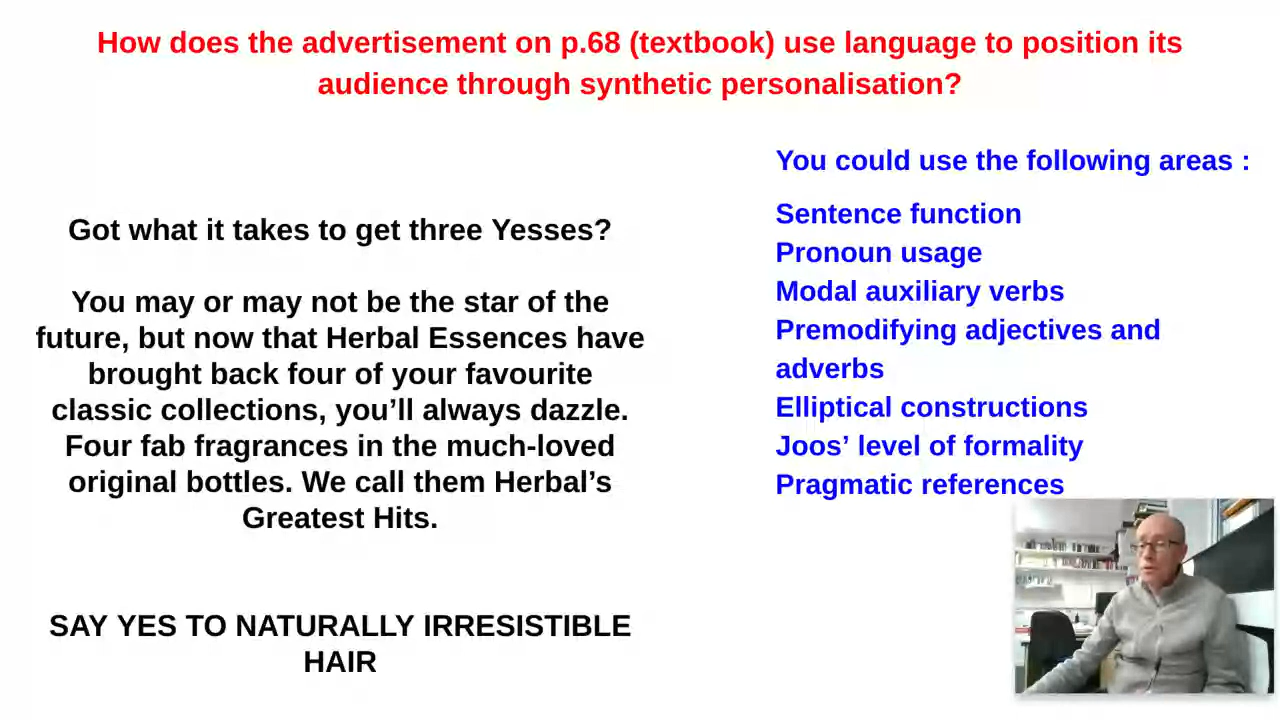 How does the advertisement on p.68 (textbook) use language to position its
audience through synthetic personalisation?
Got what it takes to get three Yesses?
You may or may not be the star of the
future, but now that Herbal Essences have
brought back four of your favourite
classic collections, you’ll always dazzle.
Four fab fragrances in the much-loved
original bottles. We call them Herbal’s
Greatest Hits.
SAY YES TO NATURALLY IRRESISTIBLE
HAIR
You could use the following areas :
Sentence function
Pronoun usage
Modal auxiliary verbs
Premodifying adjectives and
adverbs
Elliptical constructions
Joos’ level of formality
Pragmatic references